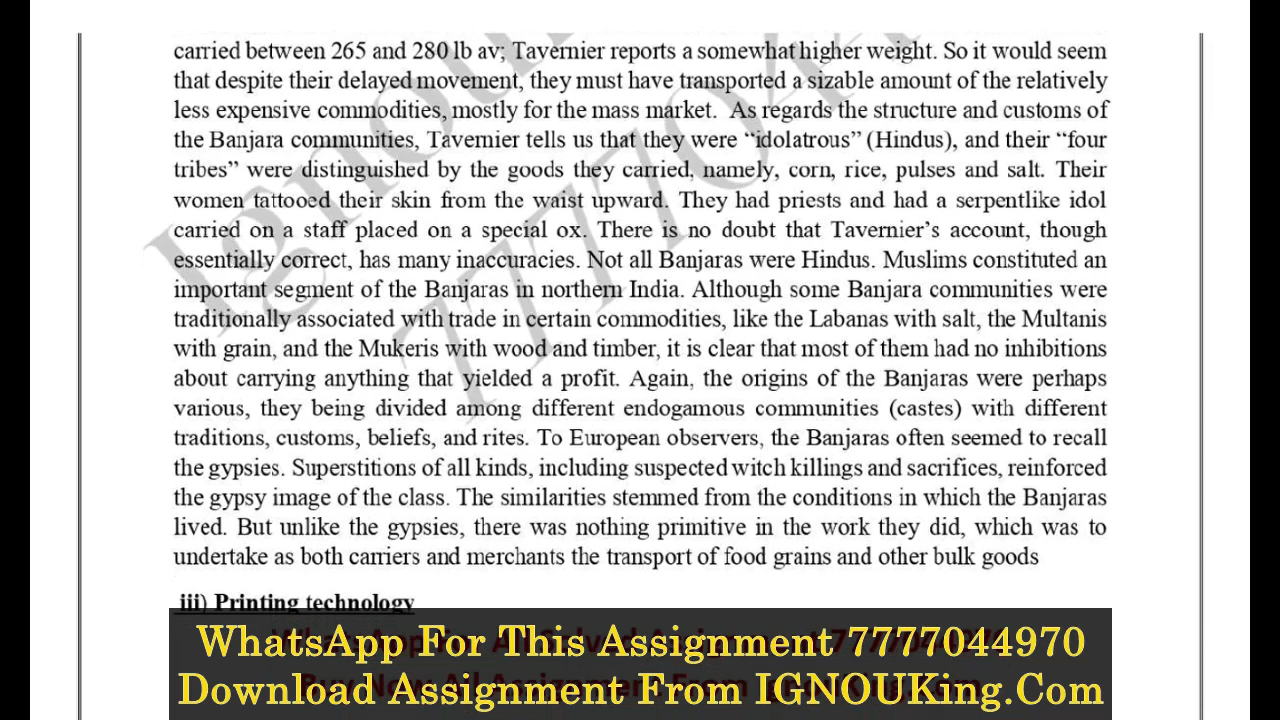 carried between 265 and 280 lb av; Tavernier reports a somewhat higher weight. So it would seem
that despite their delayed movement, they must have transported a sizable amount of the relatively
less expensive commodities, mostly for the mass market. As regards the structure and customs of
the Banjara communities, Tavernier tells us that they were “idolatrous” (Hindus), and their “four
tribes” were distinguished by the goods they carried, namely, corn, rice, pulses and salt. Their
women tattooed their skin from the waist upward. They had priests and had a serpentlike idol
carried on a staff placed on a special ox. There is no doubt that Tavernier’s account, though
essentially correct, has many inaccuracies. Not all Banjaras were Hindus. Muslims constituted an
important segment of the Banjaras in northern India. Although some Banjara communities were
traditionally associated with trade in certain commodities, like the Labanas with salt, the Multanis
with grain, and the Mukeris with wood and timber, it is clear that most of them had no inhibitions
about carrying anything that yielded a profit. Again, the origins of the Banjaras were perhaps
various, they being divided among different endogamous communities (castes) with different
traditions, customs, beliefs, and rites. To European observers, the Banjaras often seemed to recall
the gypsies. Superstitions of all kinds, including suspected witch killings and sacrifices, reinforced
the gypsy image of the class. The similarities stemmed from the conditions in which the Banjaras
lived. But unlike the gypsies, there was nothing primitive in the work they did, which was to
undertake as both carriers and merchants the transport of food grains and other bulk goods
iii) Printing technology
WhatsApp For This Assignment 7777044970
Download Assignment From IGNOUKing.Com